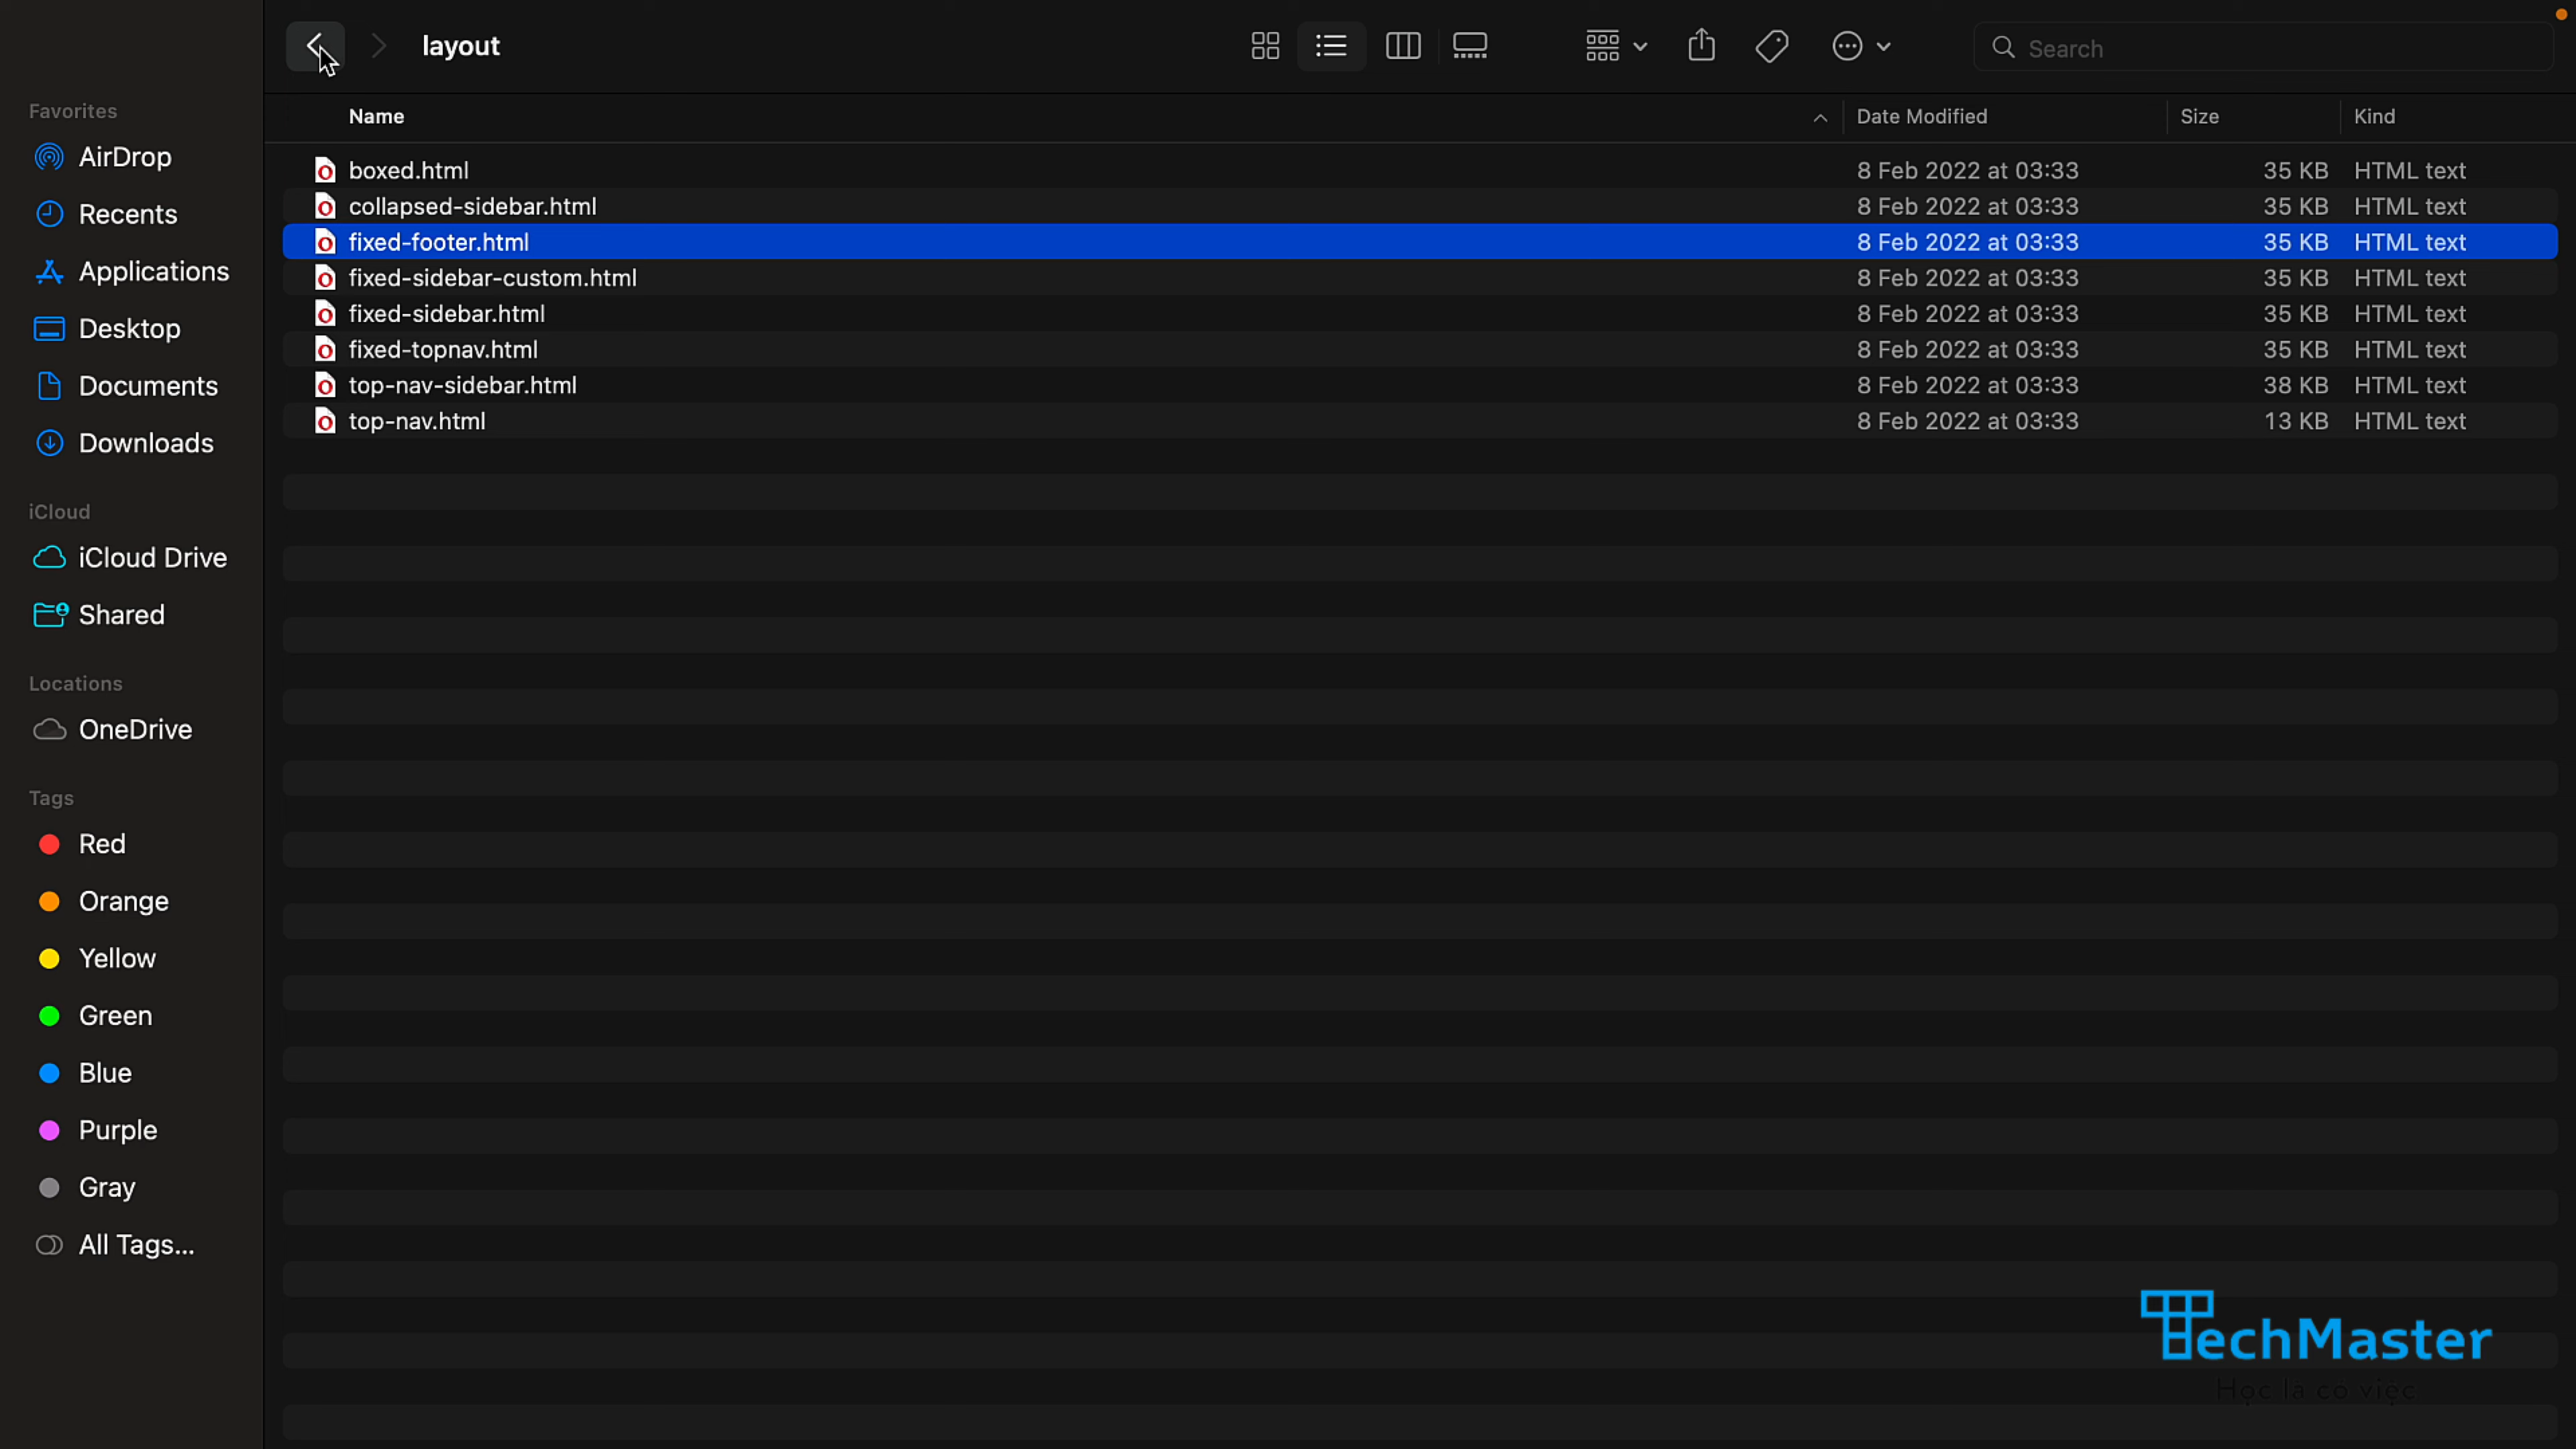 layout
Search
Favorites
AirDrop
Recents
Applications
Desktop
Documents
Downloads
iCloud
iCloud Drive
Shared
Locations
OneDrive
Tags
Red
Orange
Yellow
Green
Blue
Purple
Gray
All Tags...
Name Date Modified Size Kind
boxed.html 8 Feb 2022 at 03:33 35 KB HTML text
collapsed-sidebar.html 8 Feb 2022 at 03:33 35 KB HTML text
fixed-footer.html 8 Feb 2022 at 03:33 35 KB HTML text
fixed-sidebar-custom.html 8 Feb 2022 at 03:33 35 KB HTML text
fixed-sidebar.html 8 Feb 2022 at 03:33 35 KB HTML text
fixed-topnav.html 8 Feb 2022 at 03:33 35 KB HTML text
top-nav-sidebar.html 8 Feb 2022 at 03:33 38 KB HTML text
top-nav.html 8 Feb 2022 at 03:33 13 KB HTML text
TechMaster
Học là có việc